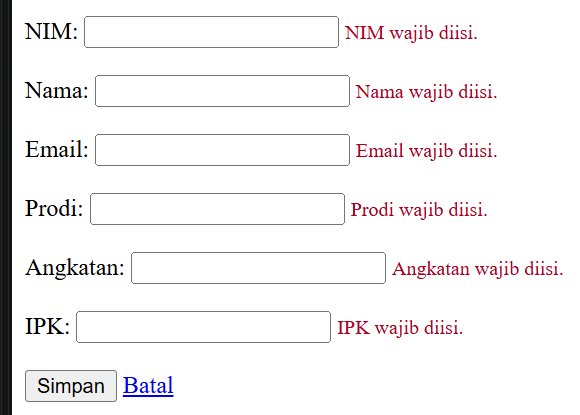 NIM: NIM wajib diisi.
Nama: Nama wajib diisi.
Email: Email wajib diisi.
Prodi: Prodi wajib diisi.
Angkatan: Angkatan wajib diisi.
IPK: IPK wajib diisi.
Simpan Batal